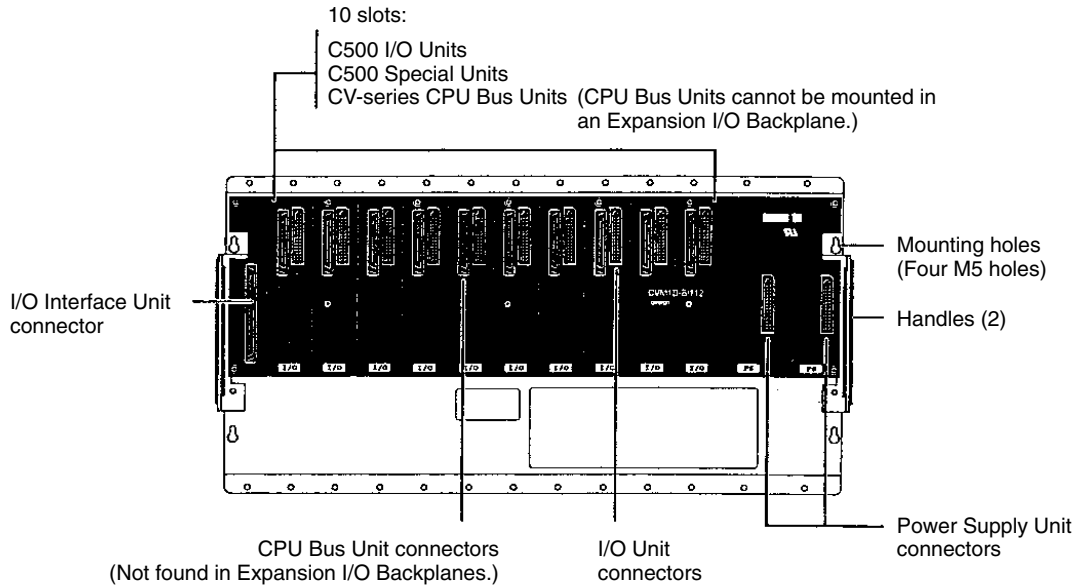 10 slots:
C500 I/O Units
C500 Special Units
CV-series CPU Bus Units (CPU Bus Units cannot be mounted in
an Expansion I/O Backplane.)
Mounting holes
(Four M5 holes)
I/O Interface Unit
connector
Handles (2)
I/O I/O I/O I/O I/O I/O I/O I/O I/O I/O PS PS
CPU Bus Unit connectors
(Not found in Expansion I/O Backplanes.)
I/O Unit
connectors
Power Supply Unit
connectors